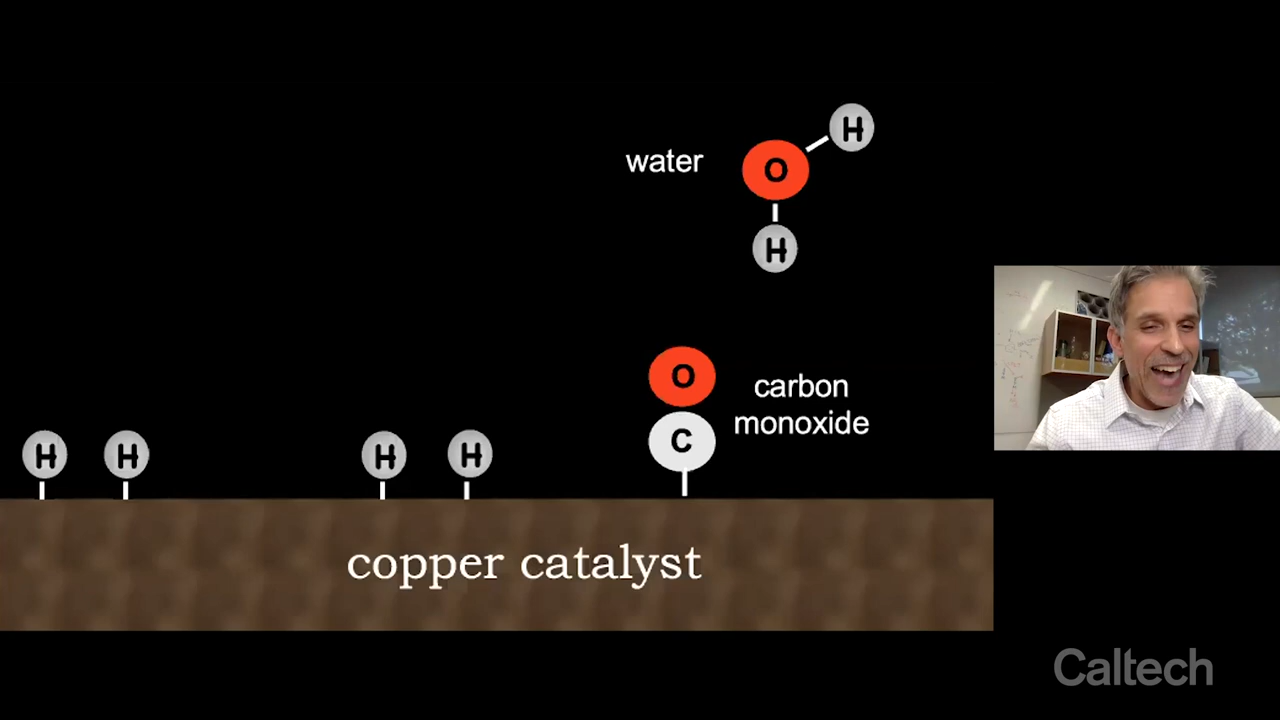 H
water
O
H
O
carbon
monoxide
C
H
H
H
H
copper catalyst
Caltech